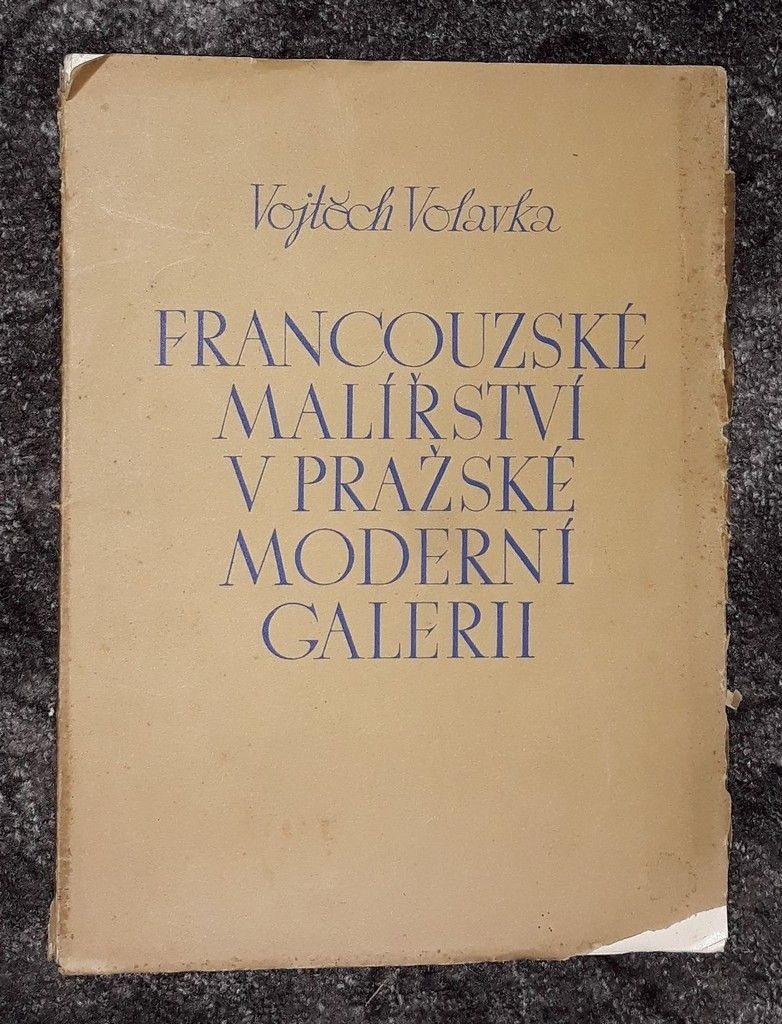 Vojtěch Volavka
FRANCOUZSKÉ
MALÍŘSTVÍ
V PRAŽSKÉ
MODERNÍ
GALERII